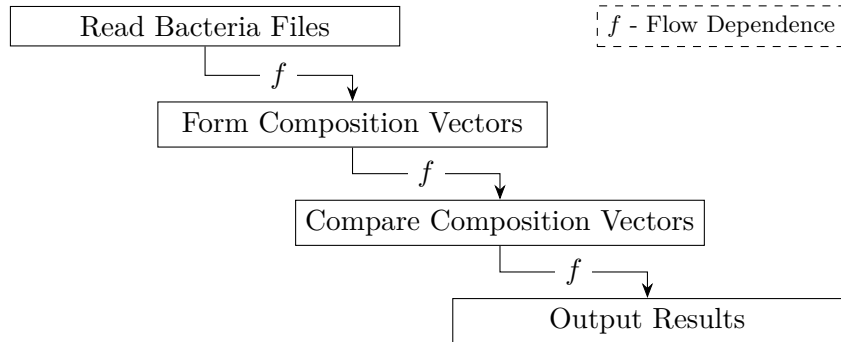 Read Bacteria Files
f - Flow Dependence
f
Form Composition Vectors
f
Compare Composition Vectors
f
Output Results